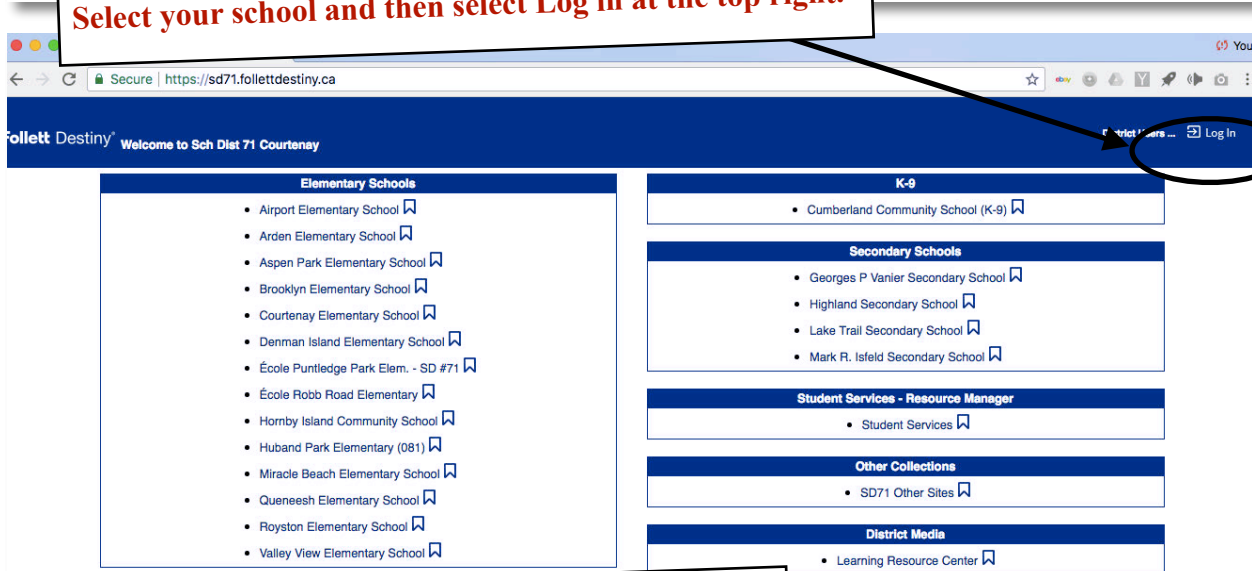 Select your school and then select Log in at the top right.
You
Secure | https://sd71.follettdestiny.ca
ebay
Follett Destiny® Welcome to Sch Dist 71 Courtenay
District Users ... Log In
Elementary Schools
Airport Elementary School
Arden Elementary School
Aspen Park Elementary School
Brooklyn Elementary School
Courtenay Elementary School
Denman Island Elementary School
École Puntledge Park Elem. - SD #71
École Robb Road Elementary
Hornby Island Community School
Huband Park Elementary (081)
Miracle Beach Elementary School
Queneesh Elementary School
Royston Elementary School
Valley View Elementary School
K-9
Cumberland Community School (K-9)
Secondary Schools
Georges P Vanier Secondary School
Highland Secondary School
Lake Trail Secondary School
Mark R. Isfeld Secondary School
Student Services - Resource Manager
Student Services
Other Collections
SD71 Other Sites
District Media
Learning Resource Center